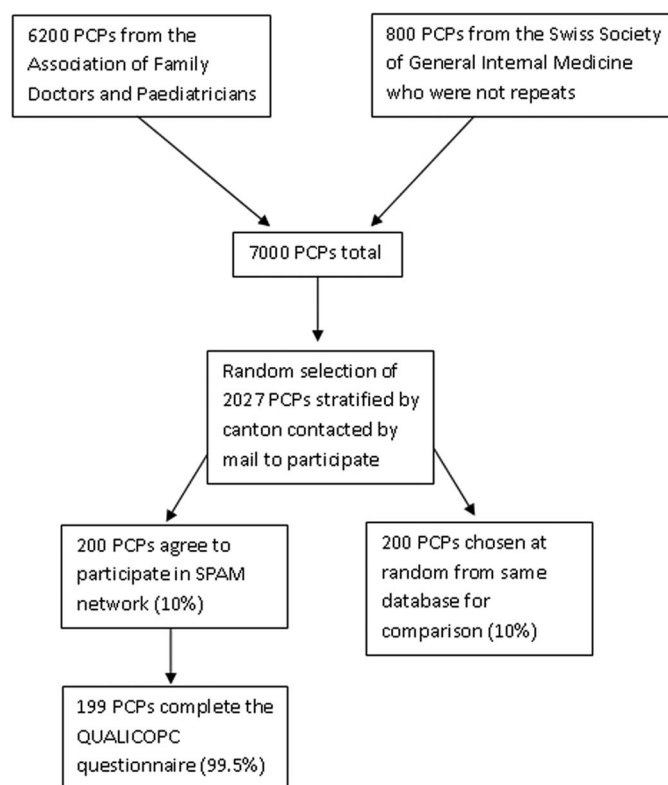 6200 PCPs from the
Association of Family
Doctors and Paediatricians
800 PCPs from the Swiss Society
of General Internal Medicine
who were not repeats
7000 PCPs total
Random selection of
2027 PCPs stratified by
canton contacted by
mail to participate
200 PCPs agree to
participate in SPAM
network (10%)
200 PCPs chosen at
random from same
database for
comparison (10%)
199 PCPs complete the
QUALICOPC
questionnaire (99.5%)